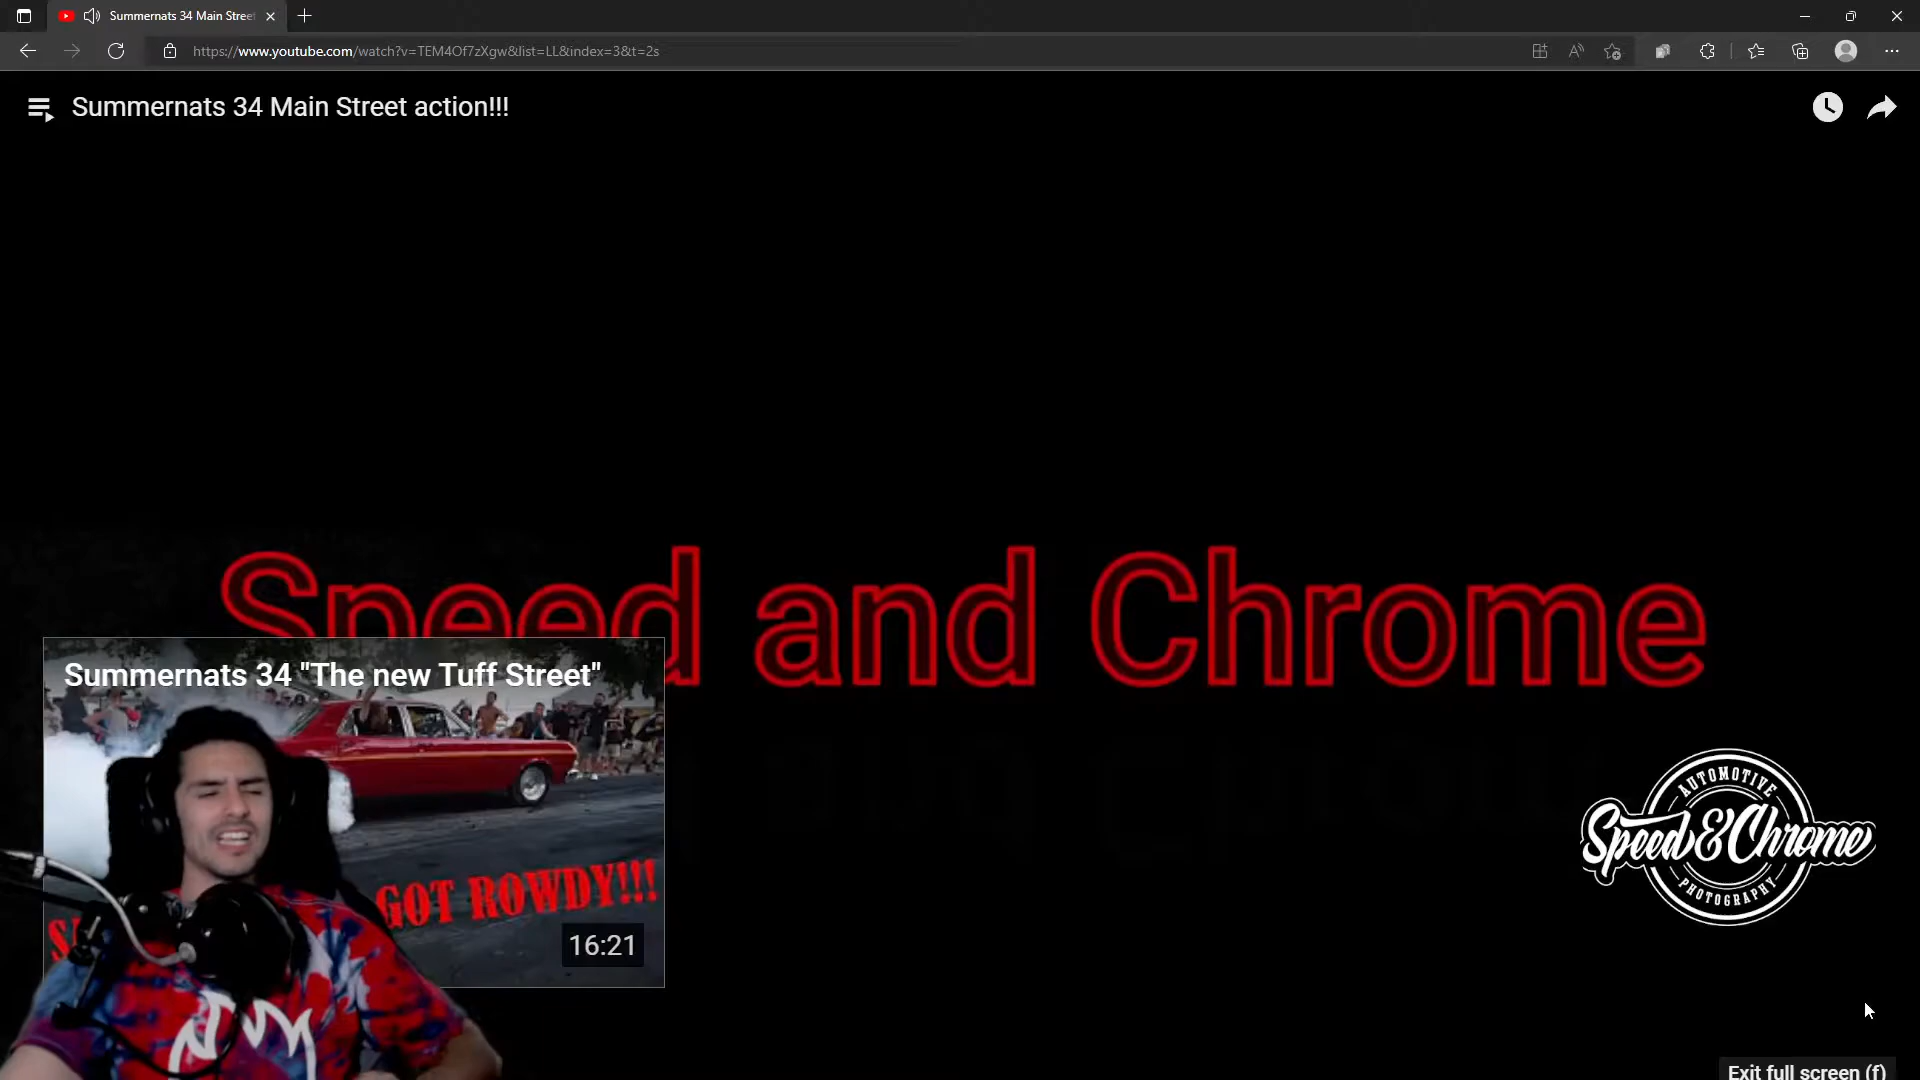 Summernats 34 Main Street
https://www.youtube.com/watch?v=TEM4Of7zXgw&list=LL&index=3&t=2s
Summernats 34 Main Street action!!!
Speed and Chrome
Summernats 34 "The new Tuff Street"
GOT ROWDY!!!
16:21
AUTOMOTIVE
Speed & Chrome
PHOTOGRAPHY
Exit full screen (f)